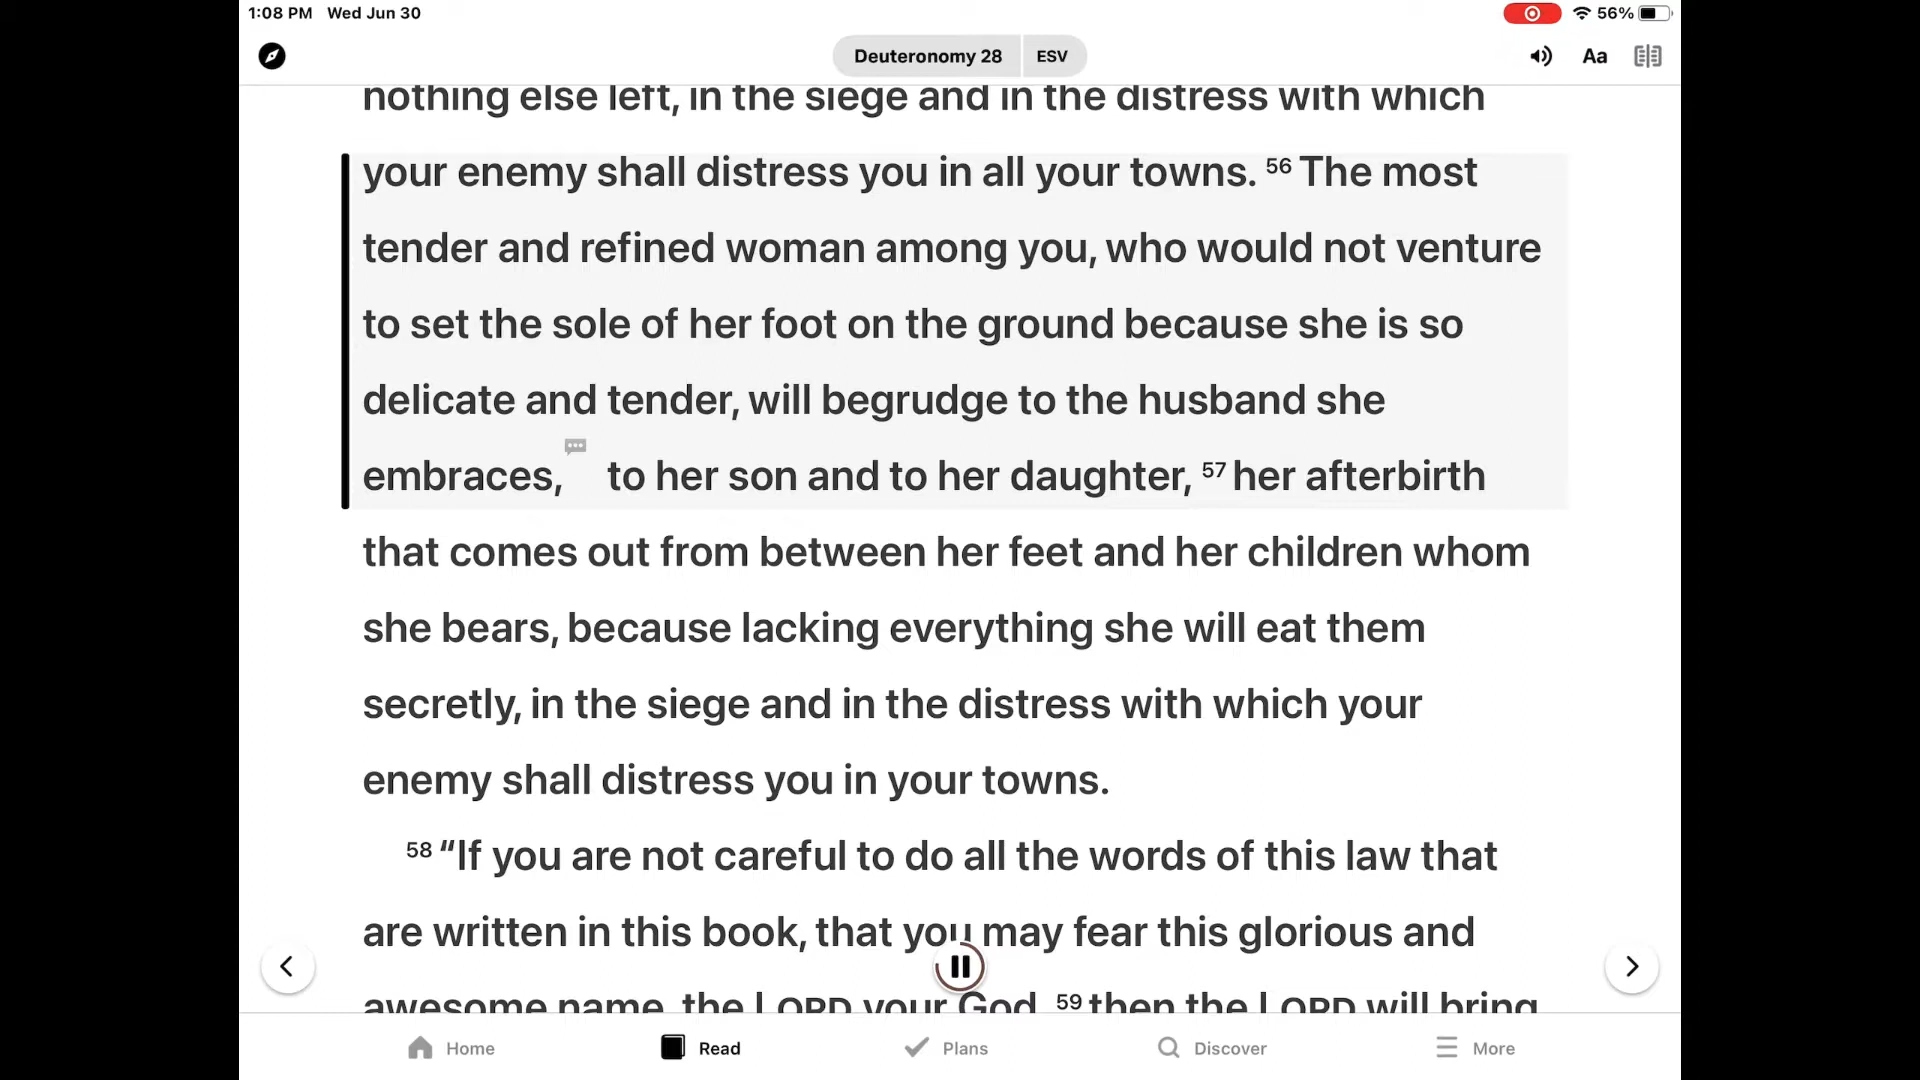 1:08 PM Wed Jun 30 56%
Deuteronomy 28 ESV Aa
nothing else left, in the siege and in the distress with which
your enemy shall distress you in all your towns. 56 The most
tender and refined woman among you, who would not venture
to set the sole of her foot on the ground because she is so
delicate and tender, will begrudge to the husband she
embraces, to her son and to her daughter, 57 her afterbirth
that comes out from between her feet and her children whom
she bears, because lacking everything she will eat them
secretly, in the siege and in the distress with which your
enemy shall distress you in your towns.
58 “If you are not careful to do all the words of this law that
are written in this book, that you may fear this glorious and
awesome name, the LORD your God, 59 then the LORD will bring
Home Read Plans Discover More